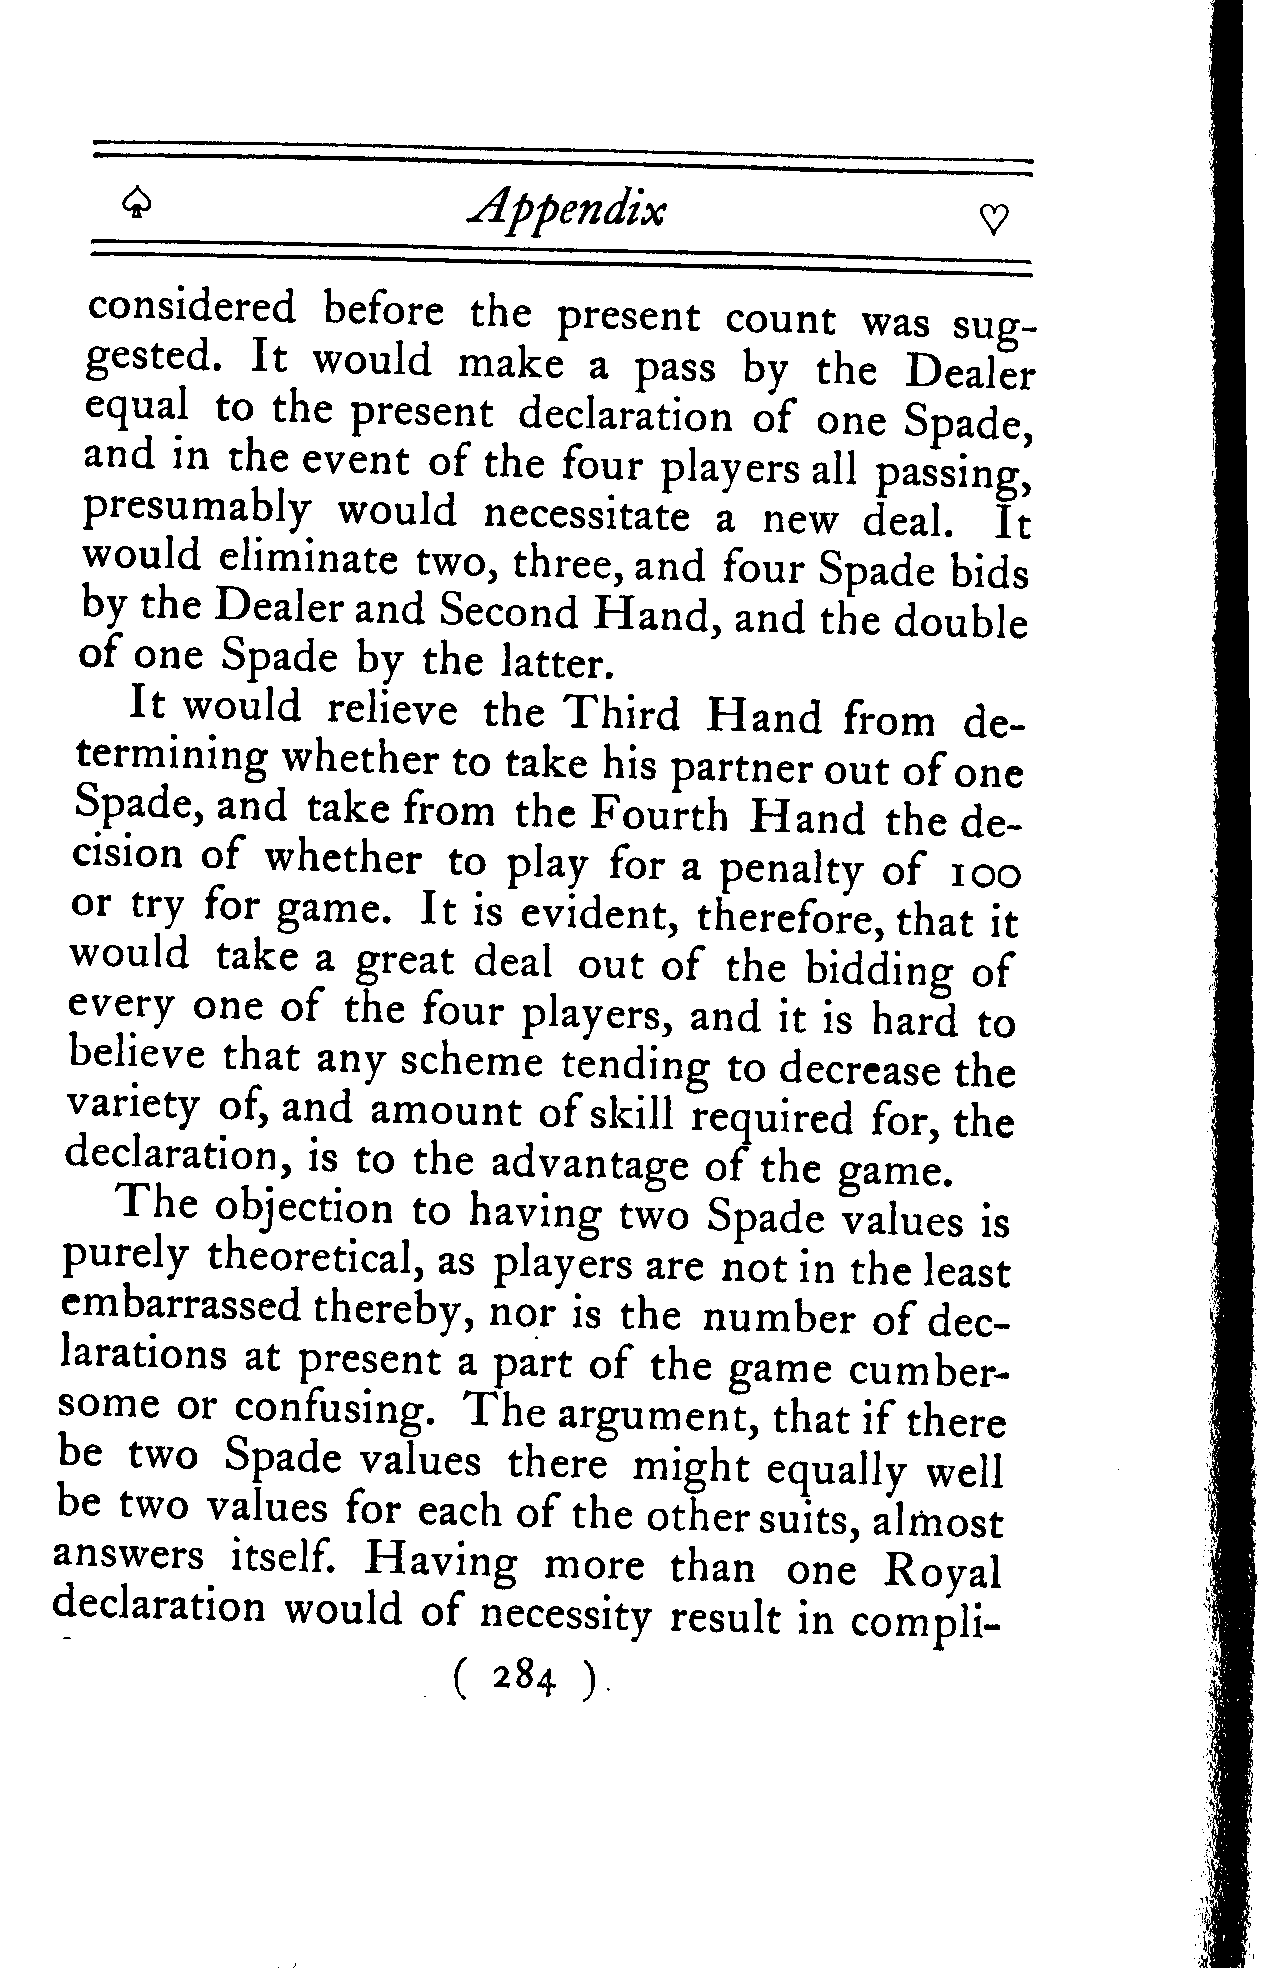 ♤ Appendix ♡
considered before the present count was sug-
gested. It would make a pass by the Dealer
equal to the present declaration of one Spade,
and in the event of the four players all passing,
presumably would necessitate a new deal. It
would eliminate two, three, and four Spade bids
by the Dealer and Second Hand, and the double
of one Spade by the latter.
It would relieve the Third Hand from de-
termining whether to take his partner out of one
Spade, and take from the Fourth Hand the de-
cision of whether to play for a penalty of 100
or try for game. It is evident, therefore, that it
would take a great deal out of the bidding of
every one of the four players, and it is hard to
believe that any scheme tending to decrease the
variety of, and amount of skill required for, the
declaration, is to the advantage of the game.
The objection to having two Spade values is
purely theoretical, as players are not in the least
embarrassed thereby, nor is the number of dec-
larations at present a part of the game cumber-
some or confusing. The argument, that if there
be two Spade values there might equally well
be two values for each of the other suits, almost
answers itself. Having more than one Royal
declaration would of necessity result in compli-
( 284 )